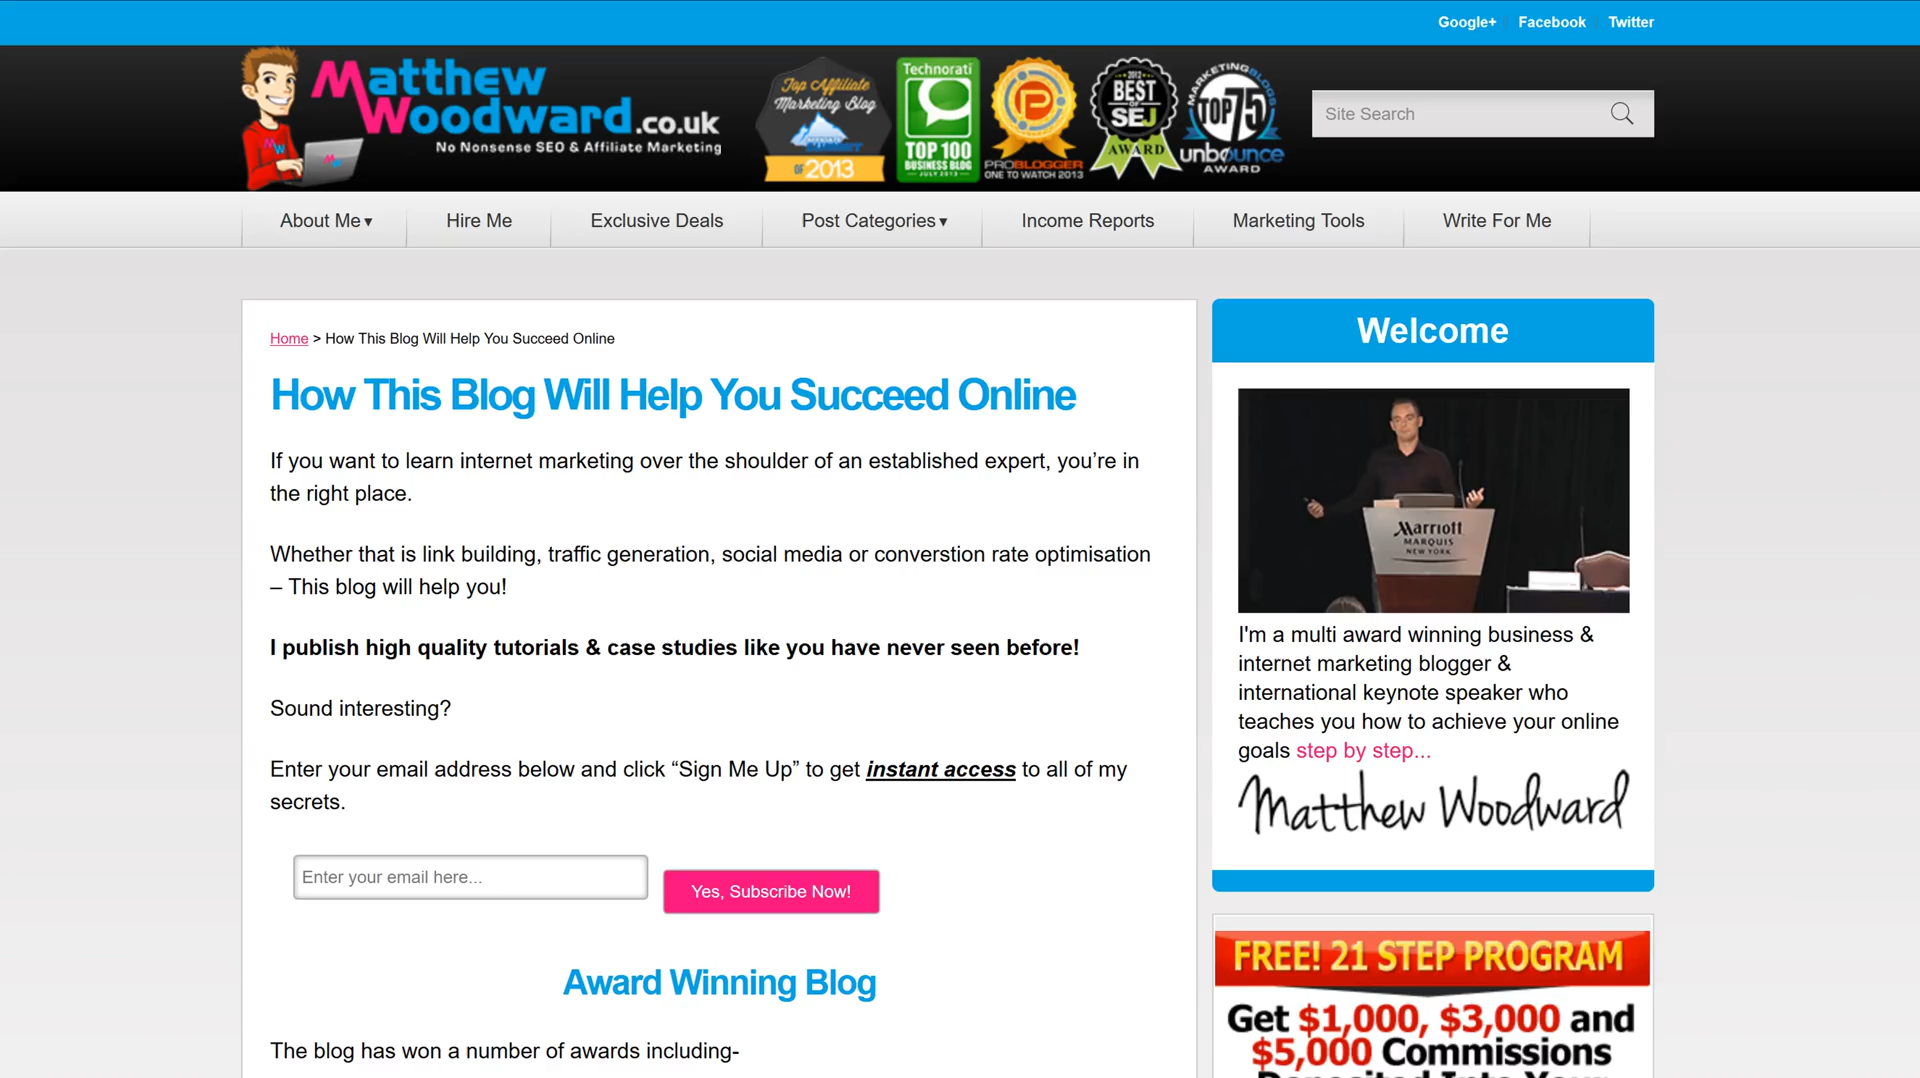 Google+ Facebook Twitter
Matthew
Woodward.co.uk
No Nonsense SEO & Affiliate Marketing
Top Affiliate
Marketing Blog
OF 2013
Technorati
TOP 100
BUSINESS BLOG
JULY 2013
PROBLOGGER
ONE TO WATCH 2013
2012
BEST
OF
SEJ
AWARD
MARKETING BLOGS
TOP 75
unbounce
AWARD
Site Search
About Me▾ Hire Me Exclusive Deals Post Categories▾ Income Reports Marketing Tools Write For Me
Home > How This Blog Will Help You Succeed Online
How This Blog Will Help You Succeed Online
If you want to learn internet marketing over the shoulder of an established expert, you’re in
the right place.
Whether that is link building, traffic generation, social media or converstion rate optimisation
– This blog will help you!
I publish high quality tutorials & case studies like you have never seen before!
Sound interesting?
Enter your email address below and click “Sign Me Up” to get instant access to all of my
secrets.
Enter your email here...
Yes, Subscribe Now!
Award Winning Blog
The blog has won a number of awards including-
Welcome
Marriott
MARQUIS
NEW YORK
I'm a multi award winning business &
internet marketing blogger &
international keynote speaker who
teaches you how to achieve your online
goals step by step...
Matthew Woodward
FREE! 21 STEP PROGRAM
Get $1,000, $3,000 and
$5,000 Commissions
Deposited Into Your